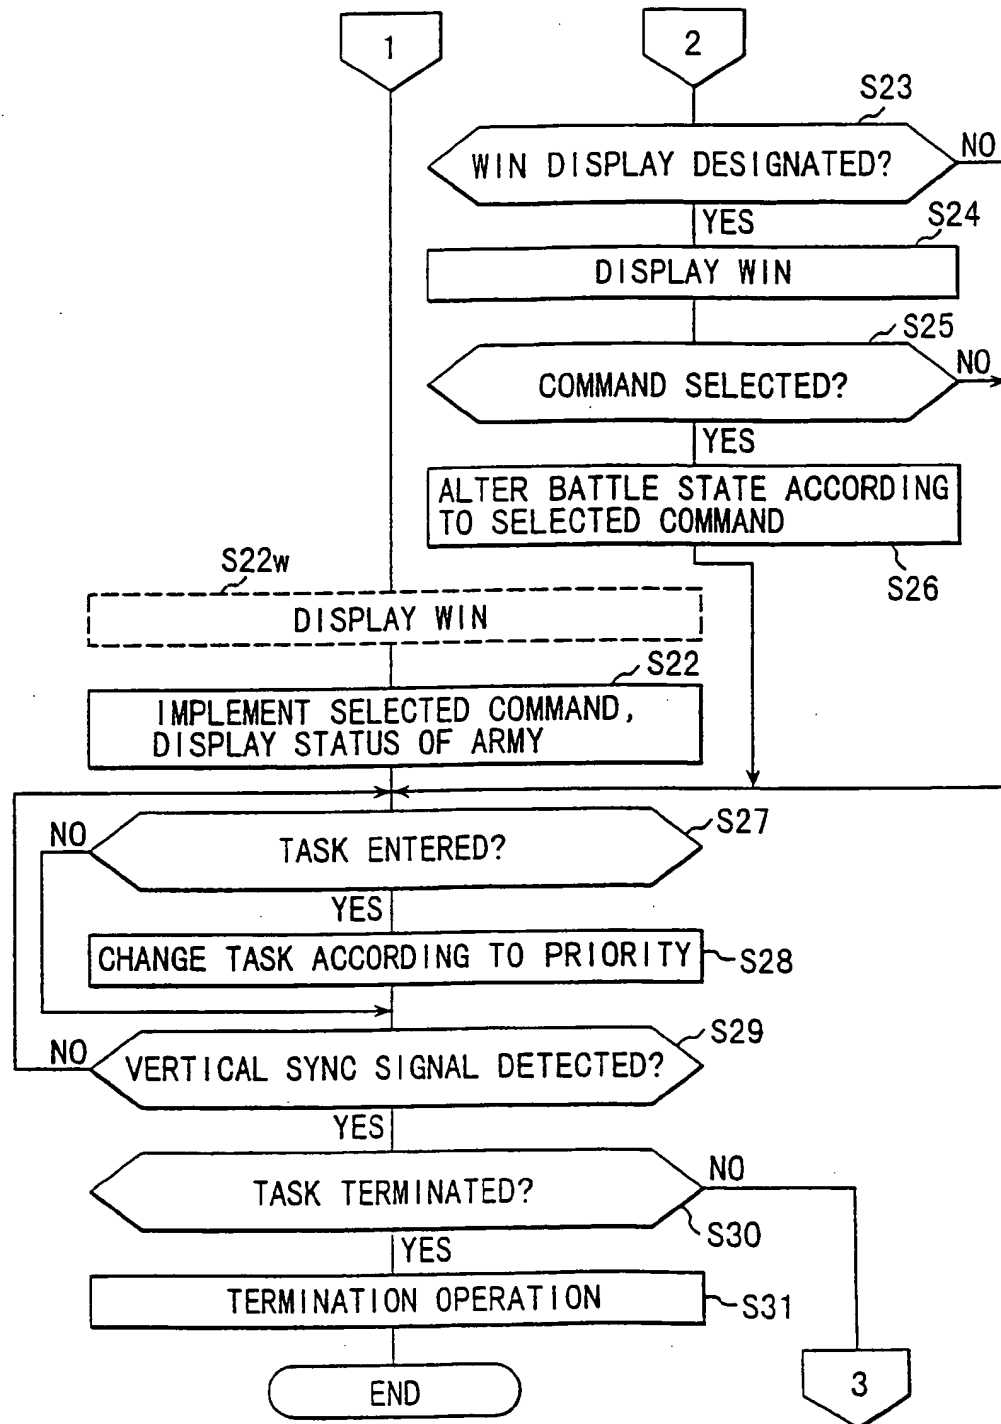 1
2
S23
WIN DISPLAY DESIGNATED?
NO
YES
S24
DISPLAY WIN
S25
COMMAND SELECTED?
NO
YES
ALTER BATTLE STATE ACCORDING
TO SELECTED COMMAND
S26
S22w
DISPLAY WIN
S22
IMPLEMENT SELECTED COMMAND,
DISPLAY STATUS OF ARMY
S27
NO
TASK ENTERED?
YES
CHANGE TASK ACCORDING TO PRIORITY
S28
S29
NO
VERTICAL SYNC SIGNAL DETECTED?
YES
TASK TERMINATED?
NO
S30
YES
TERMINATION OPERATION
S31
END
3